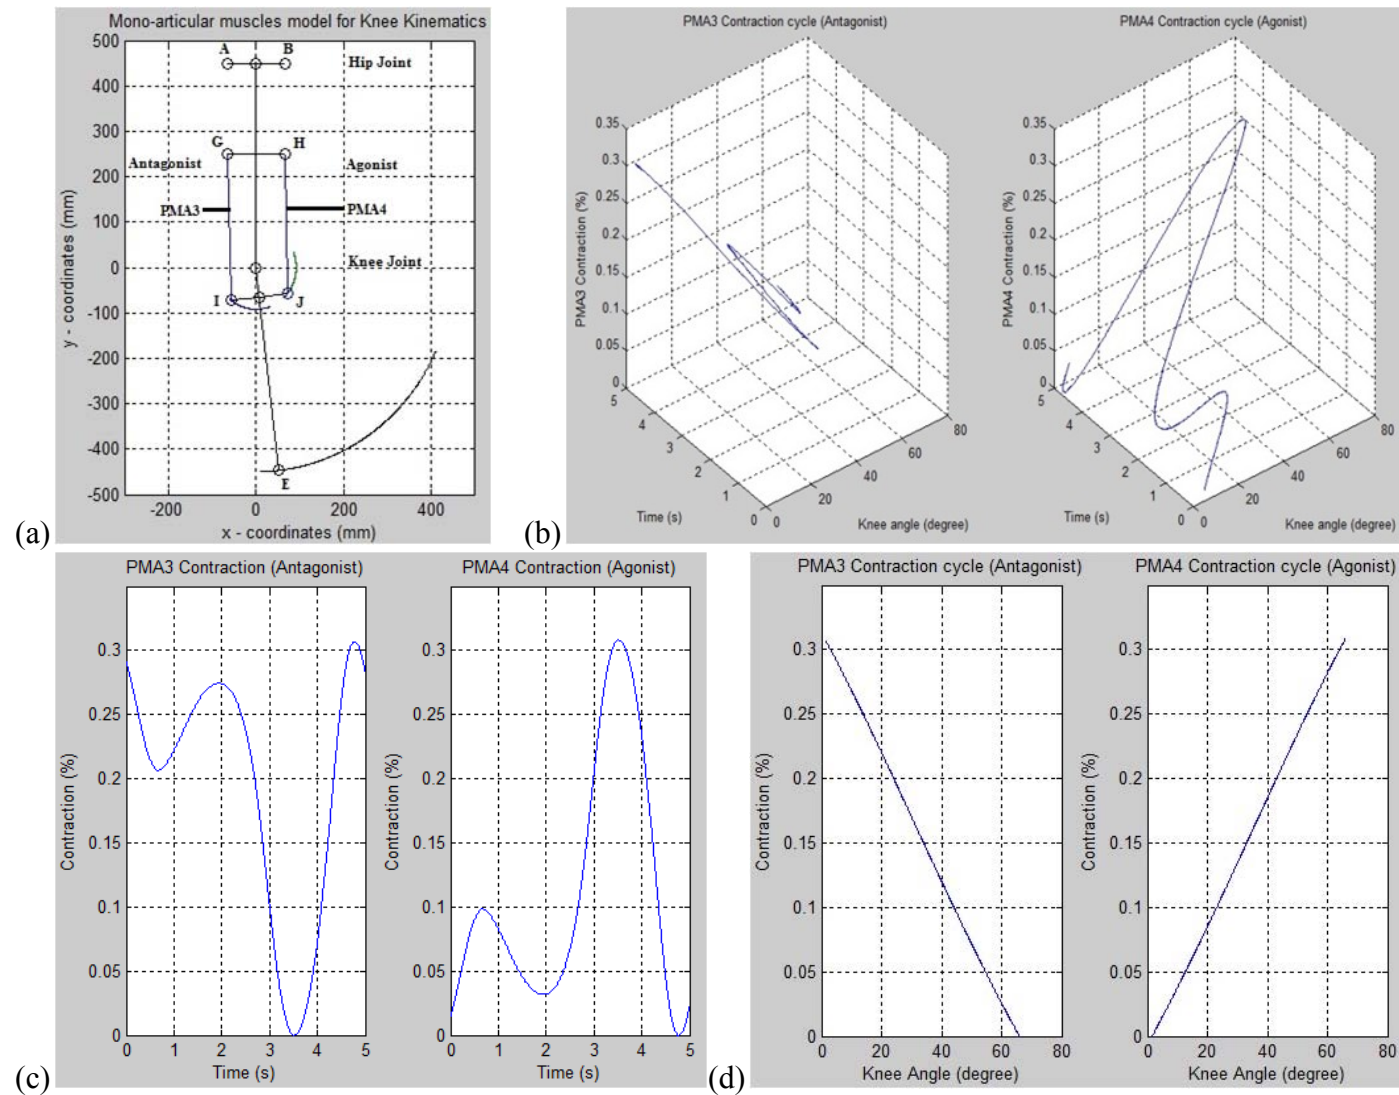 Mono-articular muscles model for Knee Kinematics
500
400
300
200
100
0
-100
-200
-300
-400
-500
y - coordinates (mm)
A
B
Hip Joint
G
H
Antagonist
Agonist
PMA3
PMA4
Knee Joint
I
J
E
-200
0
200
400
x - coordinates (mm)
(a)
PMA3 Contraction cycle (Antagonist)
0.35
0.3
0.25
0.2
0.15
0.1
0.05
0
PMA3 Contraction (%)
5
4
3
2
1
0
Time (s)
0
20
40
60
80
Knee angle (degree)
PMA4 Contraction cycle (Agonist)
0.35
0.3
0.25
0.2
0.15
0.1
0.05
0
PMA4 Contraction (%)
5
4
3
2
1
0
Time (s)
0
20
40
60
80
Knee angle (degree)
(b)
PMA3 Contraction (Antagonist)
0.3
0.25
0.2
0.15
0.1
0.05
0
Contraction (%)
0 1 2 3 4 5
Time (s)
PMA4 Contraction (Agonist)
0.3
0.25
0.2
0.15
0.1
0.05
0
Contraction (%)
0 1 2 3 4 5
Time (s)
(c)
PMA3 Contraction cycle (Antagonist)
0.3
0.25
0.2
0.15
0.1
0.05
0
Contraction (%)
0 20 40 60 80
Knee Angle (degree)
PMA4 Contraction cycle (Agonist)
0.3
0.25
0.2
0.15
0.1
0.05
0
Contraction (%)
0 20 40 60 80
Knee Angle (degree)
(d)